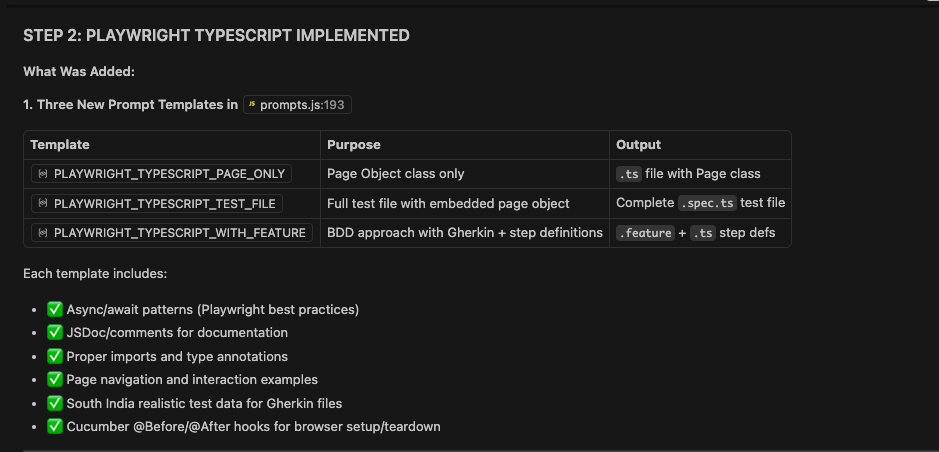 STEP 2: PLAYWRIGHT TYPESCRIPT IMPLEMENTED
What Was Added:
1. Three New Prompt Templates in JS prompts.js:193
Template Purpose Output
PLAYWRIGHT_TYPESCRIPT_PAGE_ONLY Page Object class only .ts file with Page class
PLAYWRIGHT_TYPESCRIPT_TEST_FILE Full test file with embedded page object Complete .spec.ts test file
PLAYWRIGHT_TYPESCRIPT_WITH_FEATURE BDD approach with Gherkin + step definitions .feature + .ts step defs
Each template includes:
• ✅ Async/await patterns (Playwright best practices)
• ✅ JSDoc/comments for documentation
• ✅ Proper imports and type annotations
• ✅ Page navigation and interaction examples
• ✅ South India realistic test data for Gherkin files
• ✅ Cucumber @Before/@After hooks for browser setup/teardown